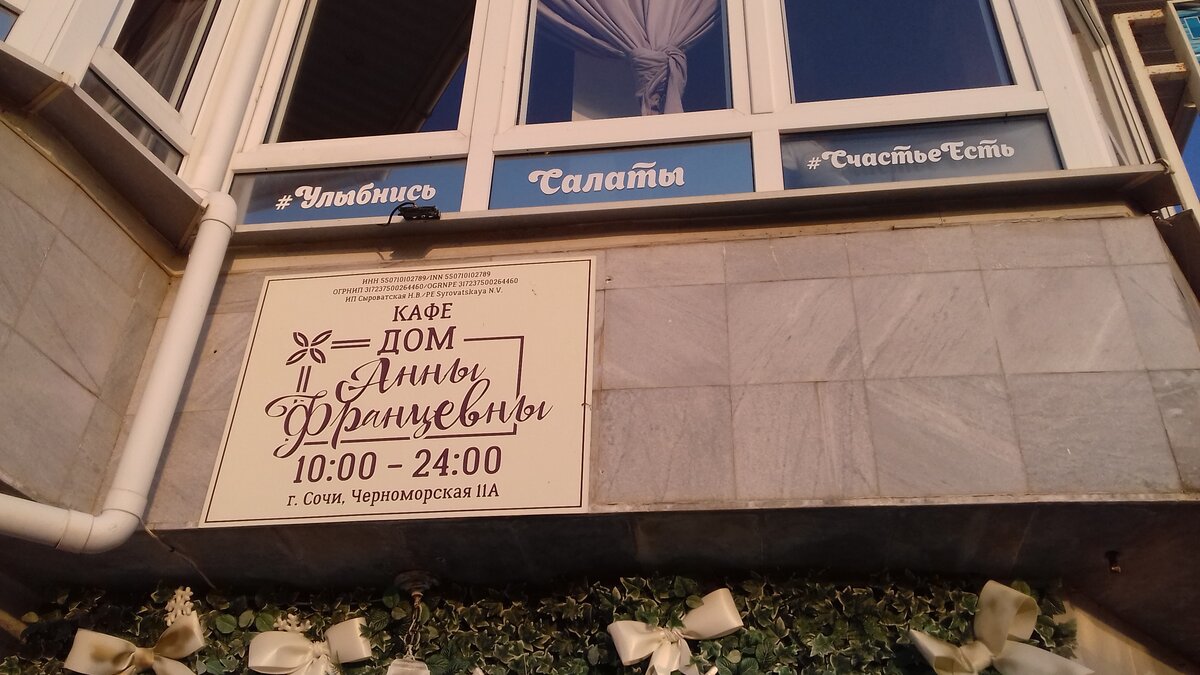 #Улыбнись
Салаты
#СчастьеЕсть
ИНН 550710102789/INN 550710102789
ОГРНИП 317237500264460/OGRNPE 317237500264460
ИП Сыроватская Н.В./PE Syrovatskaya N.V.
КАФЕ
ДОМ
Анны
Францевны
10:00 - 24:00
г. Сочи, Черноморская 11А